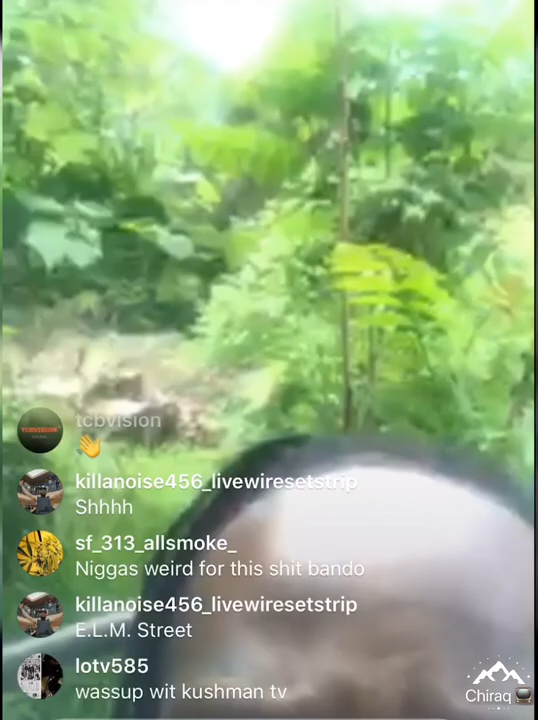 tcbvision
👋
killanoise456_livewiresetstrip
Shhhh
sf_313_allsmoke_
Niggas weird for this shit bando
killanoise456_livewiresetstrip
E.L.M. Street
lotv585
wassup wit kushman tv
Chiraq 📺